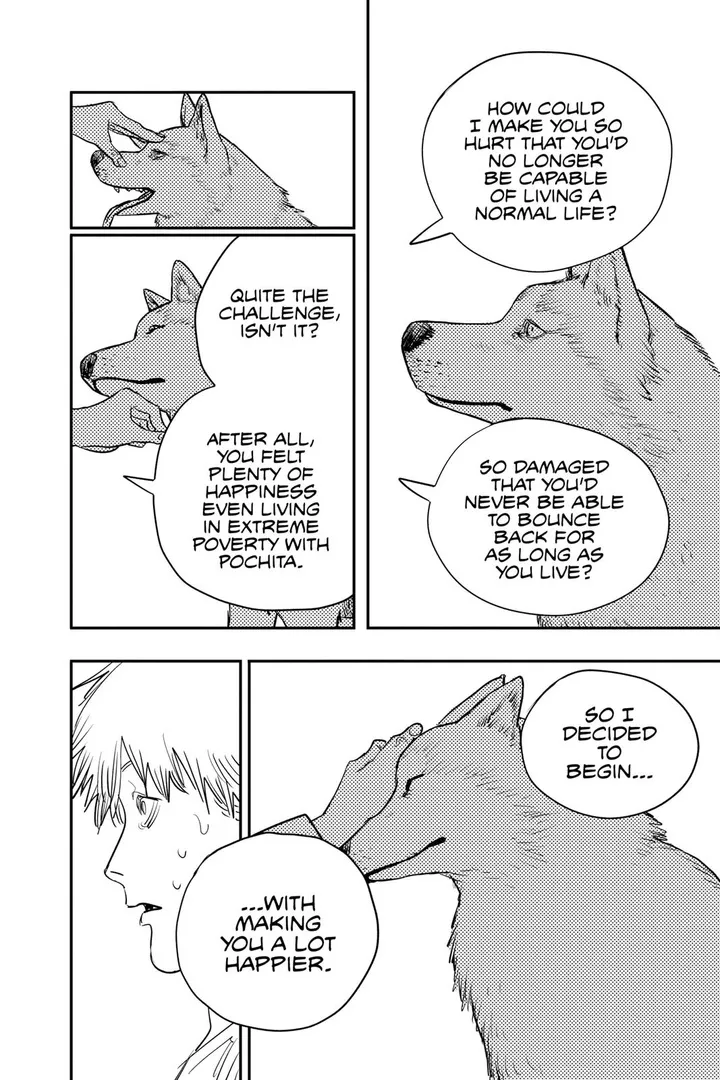 HOW COULD
I MAKE YOU SO
HURT THAT YOU'D
NO LONGER
BE CAPABLE
OF LIVING A
NORMAL LIFE?
SO DAMAGED
THAT YOU'D
NEVER BE ABLE
TO BOUNCE
BACK FOR
AS LONG AS
YOU LIVE?
QUITE THE
CHALLENGE,
ISN'T IT?
AFTER ALL,
YOU FELT
PLENTY OF
HAPPINESS
EVEN LIVING
IN EXTREME
POVERTY WITH
POCHITA.
SO I
DECIDED
TO
BEGIN...
...WITH
MAKING
YOU A LOT
HAPPIER.